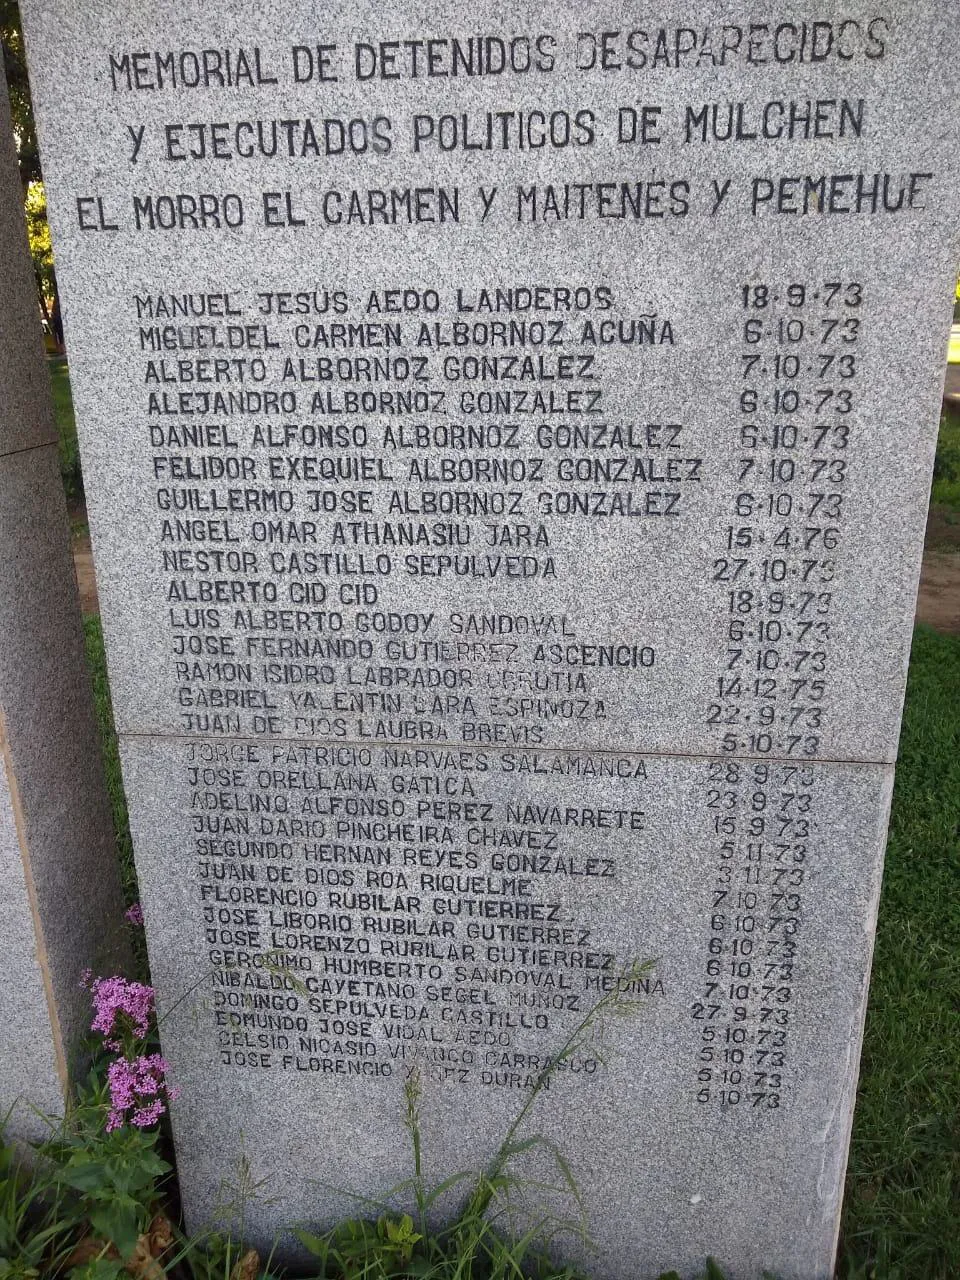 MEMORIAL DE DETENIDOS DESAPARECIDOS
Y EJECUTADOS POLITICOS DE MULCHEN
EL MORRO EL CARMEN Y MAITENES Y PEMEHUE
MANUEL JESUS AEDO LANDEROS 18·9·73
MIGUEL DEL CARMEN ALBORNOZ ACUÑA 6·10·73
ALBERTO ALBORNOZ GONZALEZ 7·10·73
ALEJANDRO ALBORNOZ GONZALEZ 6·10·73
DANIEL ALFONSO ALBORNOZ GONZALEZ 6·10·73
FELIDOR EXEQUIEL ALBORNOZ GONZALEZ 7·10·73
GUILLERMO JOSE ALBORNOZ GONZALEZ 6·10·73
ANGEL OMAR ATHANASIU JARA 15·4·76
NESTOR CASTILLO SEPULVEDA 27·10·75
ALBERTO CID CID 18·9·73
LUIS ALBERTO GODOY SANDOVAL 6·10·73
JOSE FERNANDO GUTIERREZ ASCENCIO 7·10·73
RAMON ISIDRO LABRADOR URRUTIA 14·12·75
GABRIEL VALENTIN LARA ESPINOZA 22·9·73
JUAN DE DIOS LAUBRA BREVIS 5·10·73
JORGE PATRICIO NARVAES SALAMANCA 28 9 73
JOSE ORELLANA GATICA 23·9·73
ADELINO ALFONSO PEREZ NAVARRETE 15 9 73
JUAN DARIO PINCHEIRA CHAVEZ 5·11·73
SEGUNDO HERNAN REYES GONZALEZ 3 11 73
JUAN DE DIOS ROA RIQUELME 7 10 73
FLORENCIO RUBILAR GUTIERREZ 6·10·73
JOSE LIBORIO RUBILAR GUTIERREZ 6·10·73
JOSE LORENZO RUBILAR GUTIERREZ 6·10·73
GERONIMO HUMBERTO SANDOVAL MEDINA 7·10·73
NIBALDO CAYETANO SEGEL MUÑOZ 27·9·73
DOMINGO SEPULVEDA CASTILLO 5·10·73
EDMUNDO JOSE VIDAL AEDO 5·10·73
CELSIO NICASIO VIVANCO CARRASCO 5·10·73
JOSE FLORENCIO YAÑEZ DURAN 5·10·73